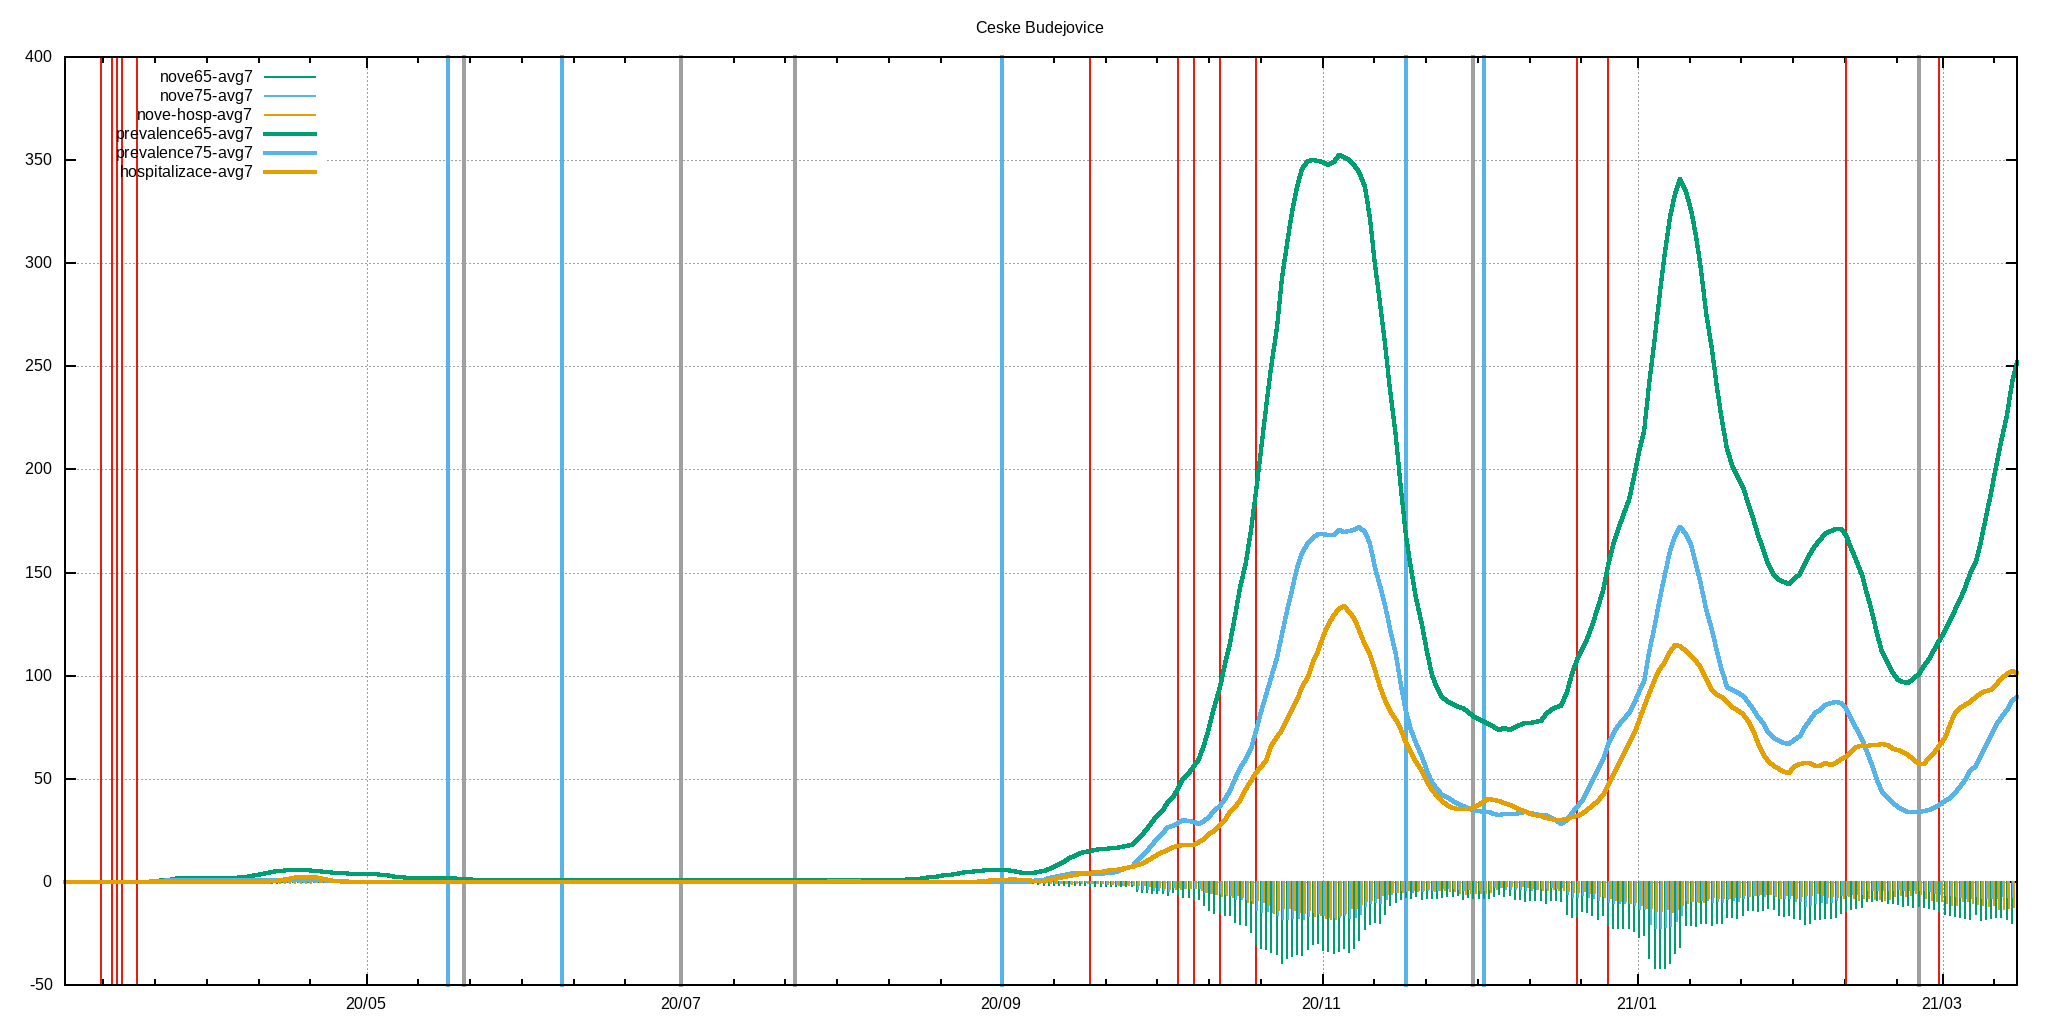 Ceske Budejovice
400
350
300
250
200
150
100
50
0
-50
nove65-avg7
nove75-avg7
nove-hosp-avg7
prevalence65-avg7
prevalence75-avg7
hospitalizace-avg7
20/05 20/07 20/09 20/11 21/01 21/03